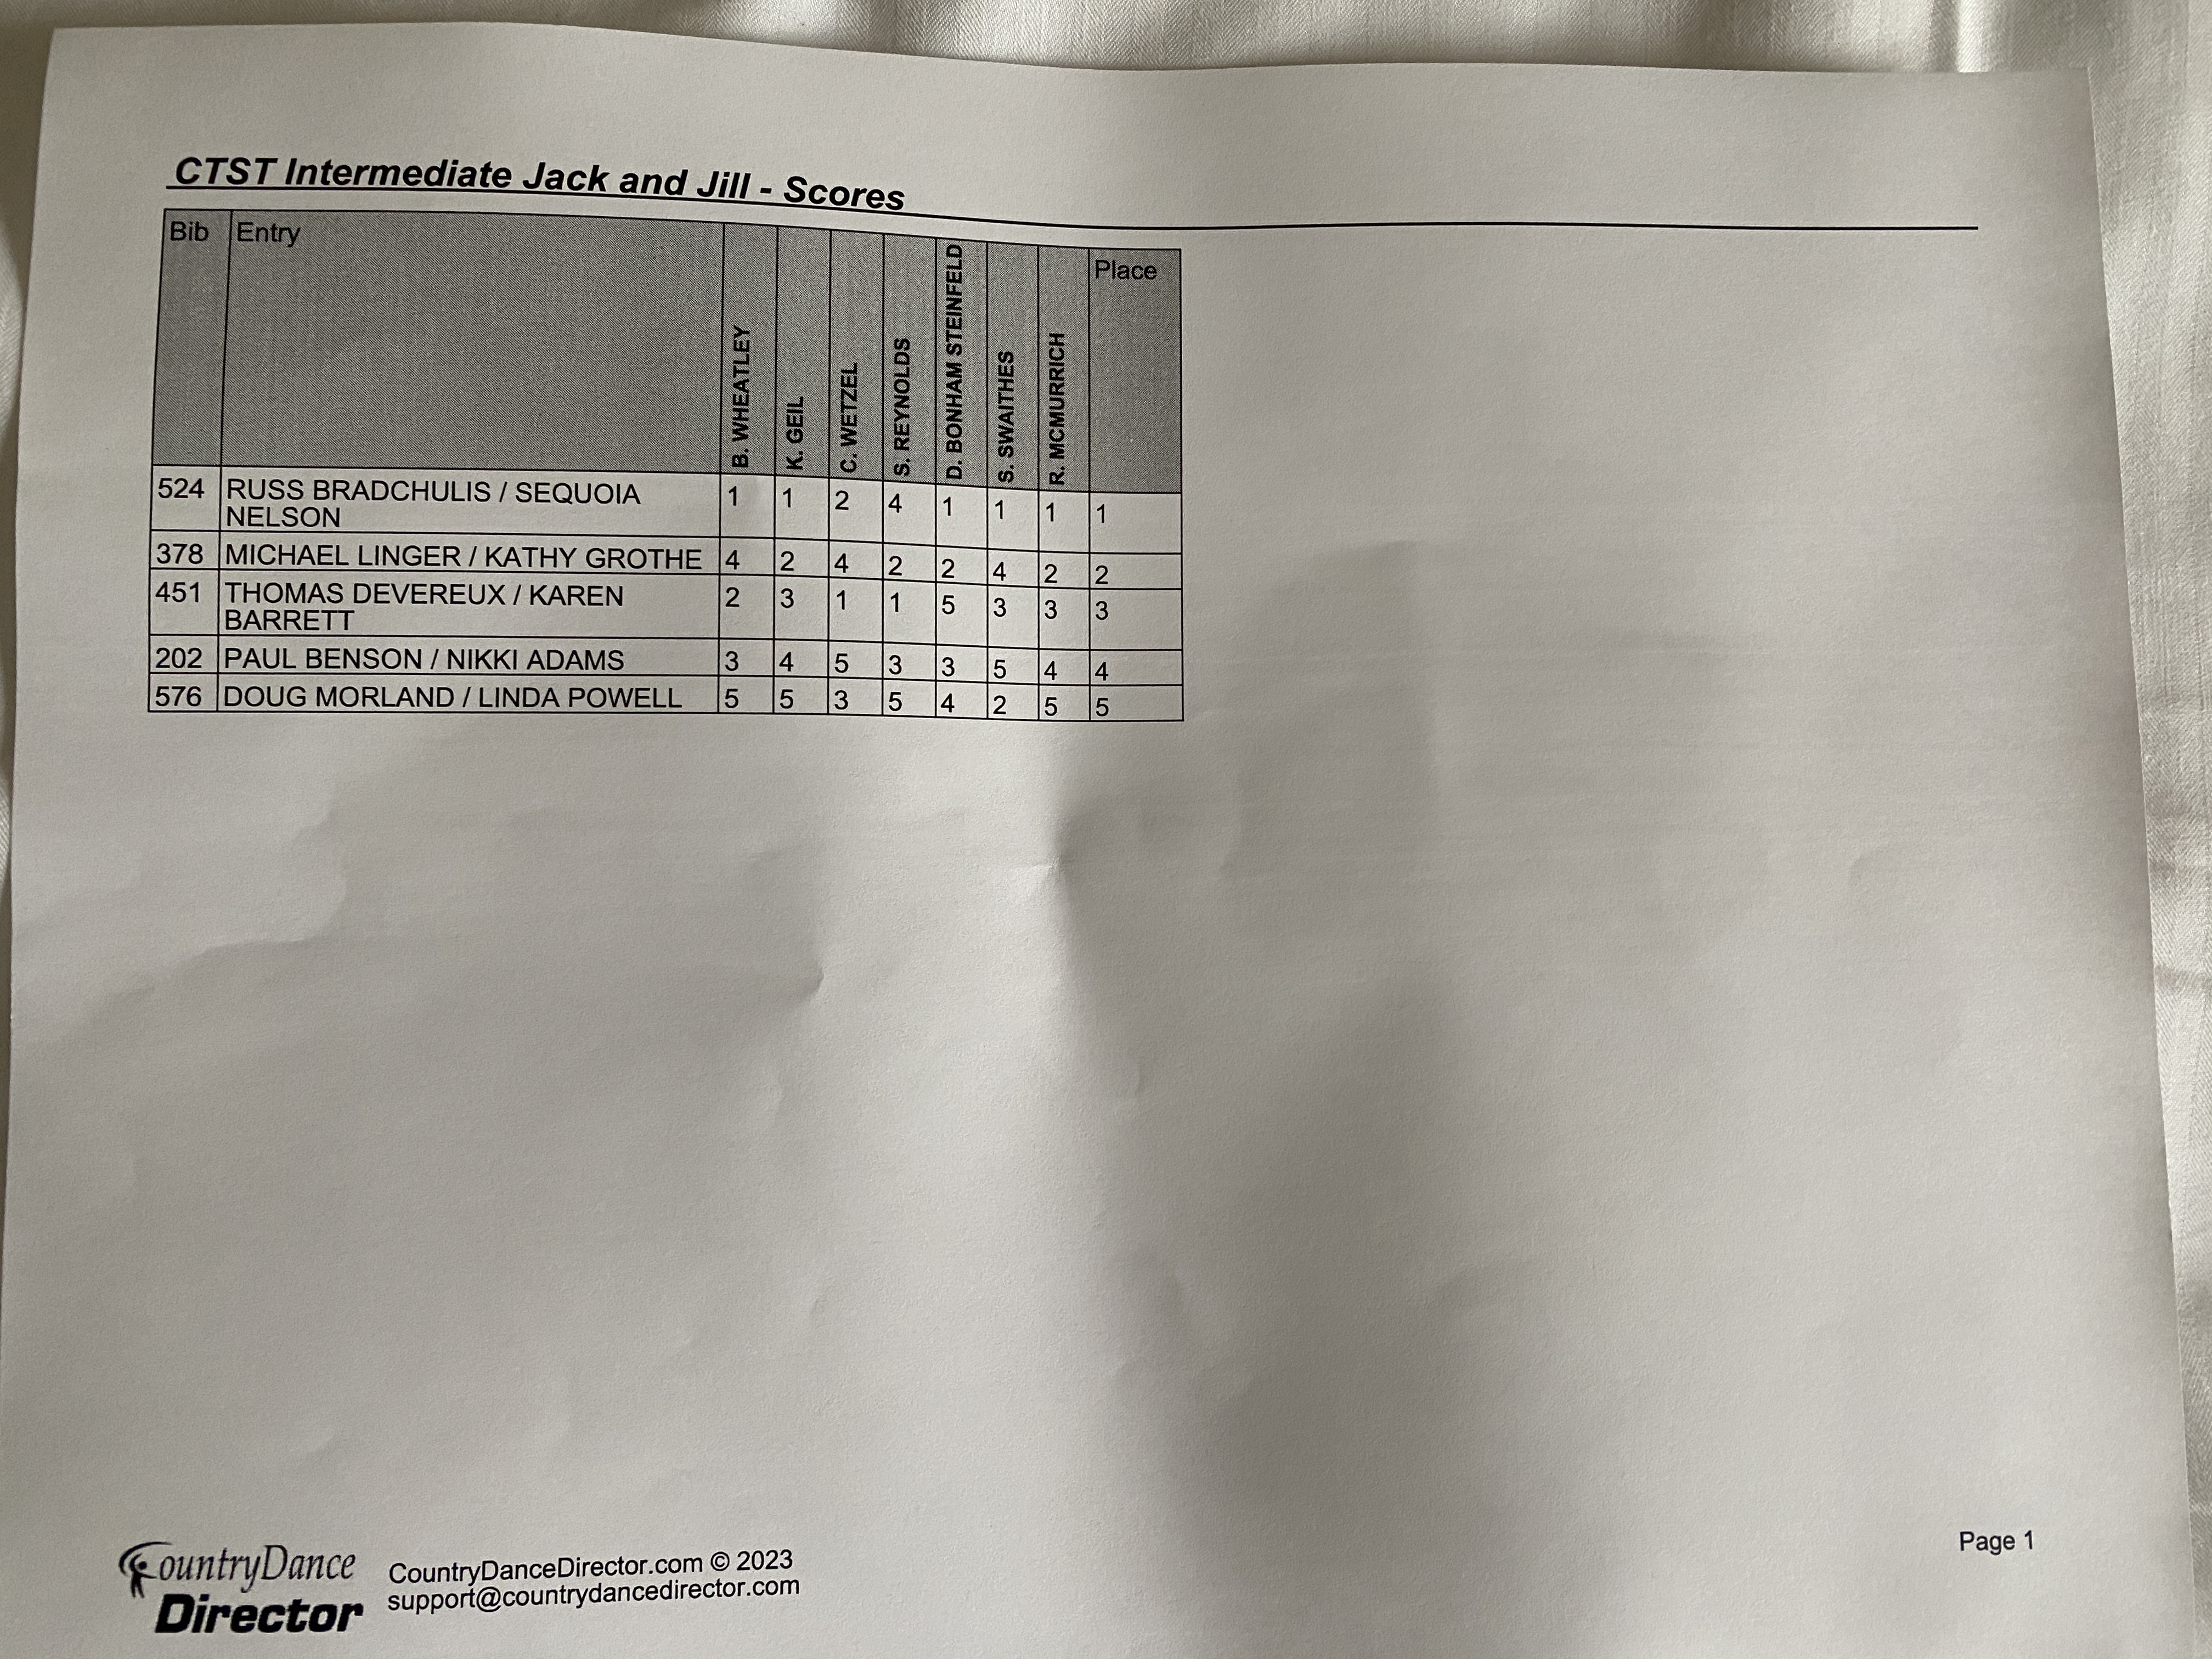 CTST Intermediate Jack and Jill - Scores
Bib Entry B. WHEATLEY K. GEIL C. WETZEL S. REYNOLDS D. BONHAM STEINFELD S. SWAITHES R. MCMURRICH Place
524 RUSS BRADCHULIS / SEQUOIA NELSON 1 1 2 4 1 1 1 1
378 MICHAEL LINGER / KATHY GROTHE 4 2 4 2 2 4 2 2
451 THOMAS DEVEREUX / KAREN BARRETT 2 3 1 1 5 3 3 3
202 PAUL BENSON / NIKKI ADAMS 3 4 5 3 3 5 4 4
576 DOUG MORLAND / LINDA POWELL 5 5 3 5 4 2 5 5
CountryDance
Director
CountryDanceDirector.com © 2023
support@countrydancedirector.com
Page 1